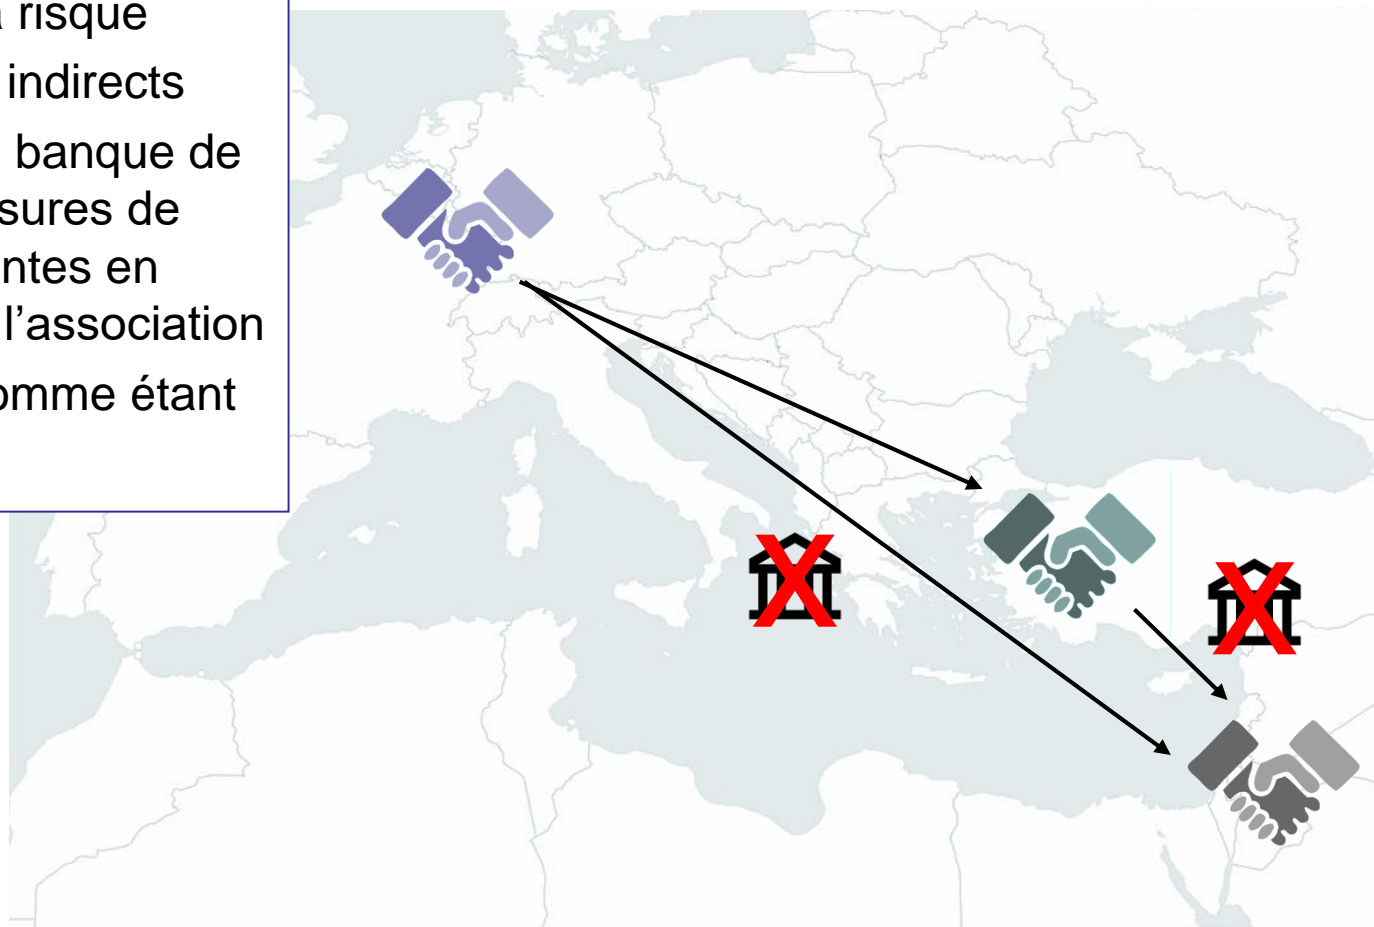 risque
indirects
banque de
sures de
ntes en
l’association
omme étant
X
X